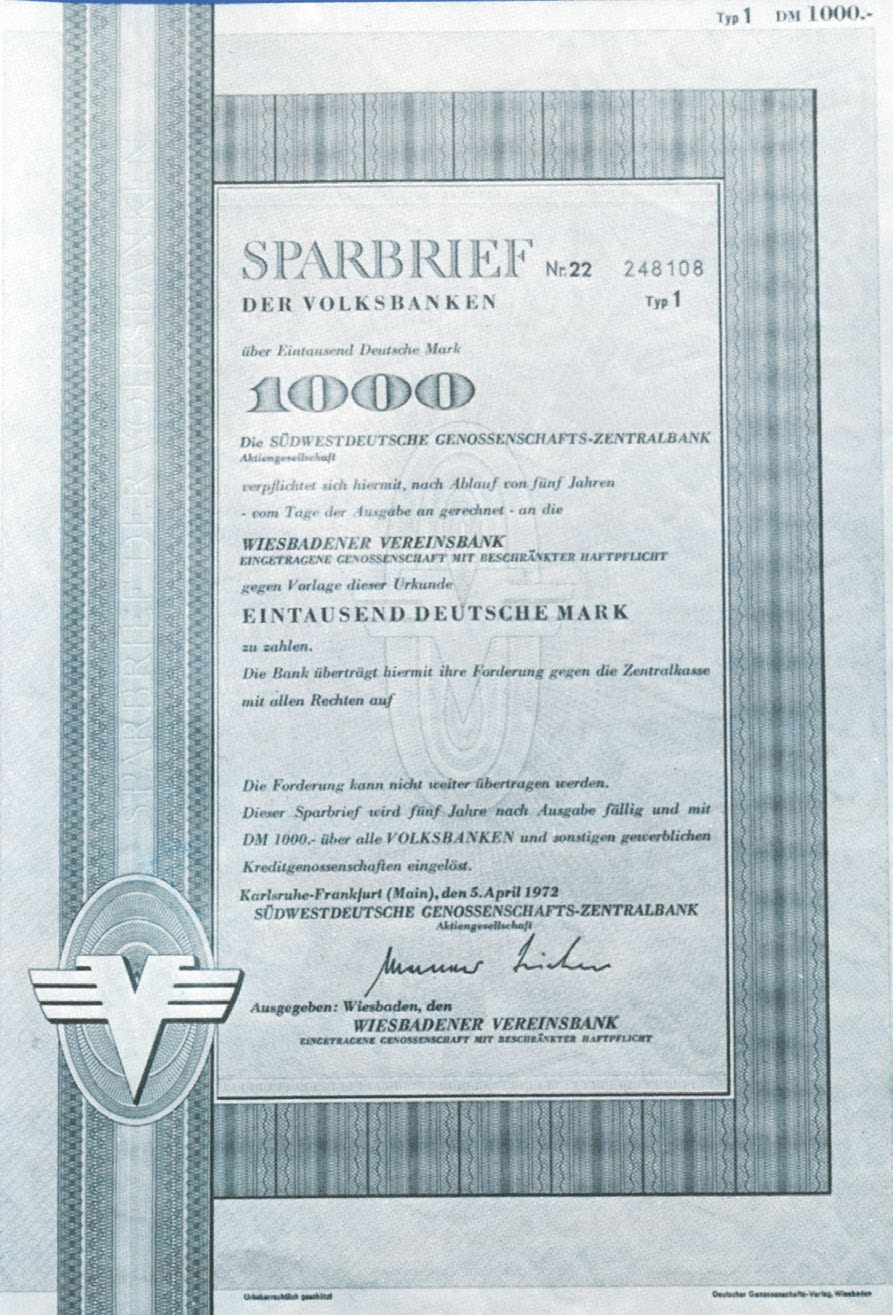 Typ 1 DM 1000.-
SPARBRIEF Nr. 22 248108
DER VOLKSBANKEN Typ 1
über Eintausend Deutsche Mark
1000
Die SÜDWESTDEUTSCHE GENOSSENSCHAFTS-ZENTRALBANK
Aktiengesellschaft
verpflichtet sich hiermit, nach Ablauf von fünf Jahren
- vom Tage der Ausgabe an gerechnet - an die
WIESBADENER VEREINSBANK
EINGETRAGENE GENOSSENSCHAFT MIT BESCHRÄNKTER HAFTPFLICHT
gegen Vorlage dieser Urkunde
EINTAUSEND DEUTSCHE MARK
zu zahlen.
Die Bank überträgt hiermit ihre Forderung gegen die Zentralkasse
mit allen Rechten auf
Die Forderung kann nicht weiter übertragen werden.
Dieser Sparbrief wird fünf Jahre nach Ausgabe fällig und mit
DM 1000.- über alle VOLKSBANKEN und sonstigen gewerblichen
Kreditgenossenschaften eingelöst.
Karlsruhe-Frankfurt (Main), den 5. April 1972
SÜDWESTDEUTSCHE GENOSSENSCHAFTS-ZENTRALBANK
Aktiengesellschaft
Ausgegeben: Wiesbaden, den
WIESBADENER VEREINSBANK
EINGETRAGENE GENOSSENSCHAFT MIT BESCHRÄNKTER HAFTPFLICHT
SPARBRIEF DER VOLKSBANKEN
V
Urheberrechtlich geschützt
Deutscher Genossenschafts-Verlag, Wiesbaden